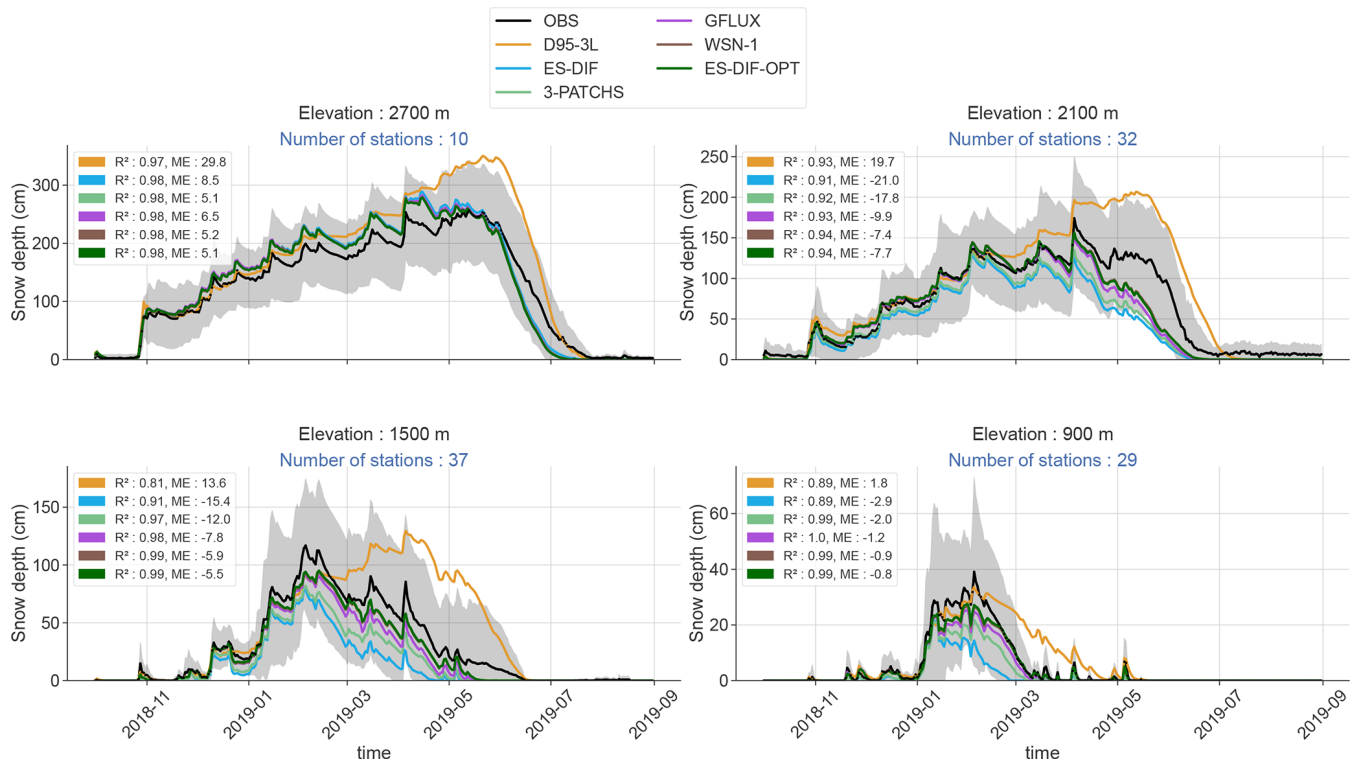 OBS
D95-3L
ES-DIF
3-PATCHS
GFLUX
WSN-1
ES-DIF-OPT
Elevation : 2700 m
Number of stations : 10
R² : 0.97, ME : 29.8
R² : 0.98, ME : 8.5
R² : 0.98, ME : 5.1
R² : 0.98, ME : 6.5
R² : 0.98, ME : 5.2
R² : 0.98, ME : 5.1
Snow depth (cm)
300
200
100
0
Elevation : 2100 m
Number of stations : 32
R² : 0.93, ME : 19.7
R² : 0.91, ME : -21.0
R² : 0.92, ME : -17.8
R² : 0.93, ME : -9.9
R² : 0.94, ME : -7.4
R² : 0.94, ME : -7.7
Snow depth (cm)
250
200
150
100
50
0
Elevation : 1500 m
Number of stations : 37
R² : 0.81, ME : 13.6
R² : 0.91, ME : -15.4
R² : 0.97, ME : -12.0
R² : 0.98, ME : -7.8
R² : 0.99, ME : -5.9
R² : 0.99, ME : -5.5
Snow depth (cm)
150
100
50
0
2018-11
2019-01
2019-03
2019-05
2019-07
2019-09
time
Elevation : 900 m
Number of stations : 29
R² : 0.89, ME : 1.8
R² : 0.89, ME : -2.9
R² : 0.99, ME : -2.0
R² : 1.0, ME : -1.2
R² : 0.99, ME : -0.9
R² : 0.99, ME : -0.8
Snow depth (cm)
60
40
20
0
2018-11
2019-01
2019-03
2019-05
2019-07
2019-09
time